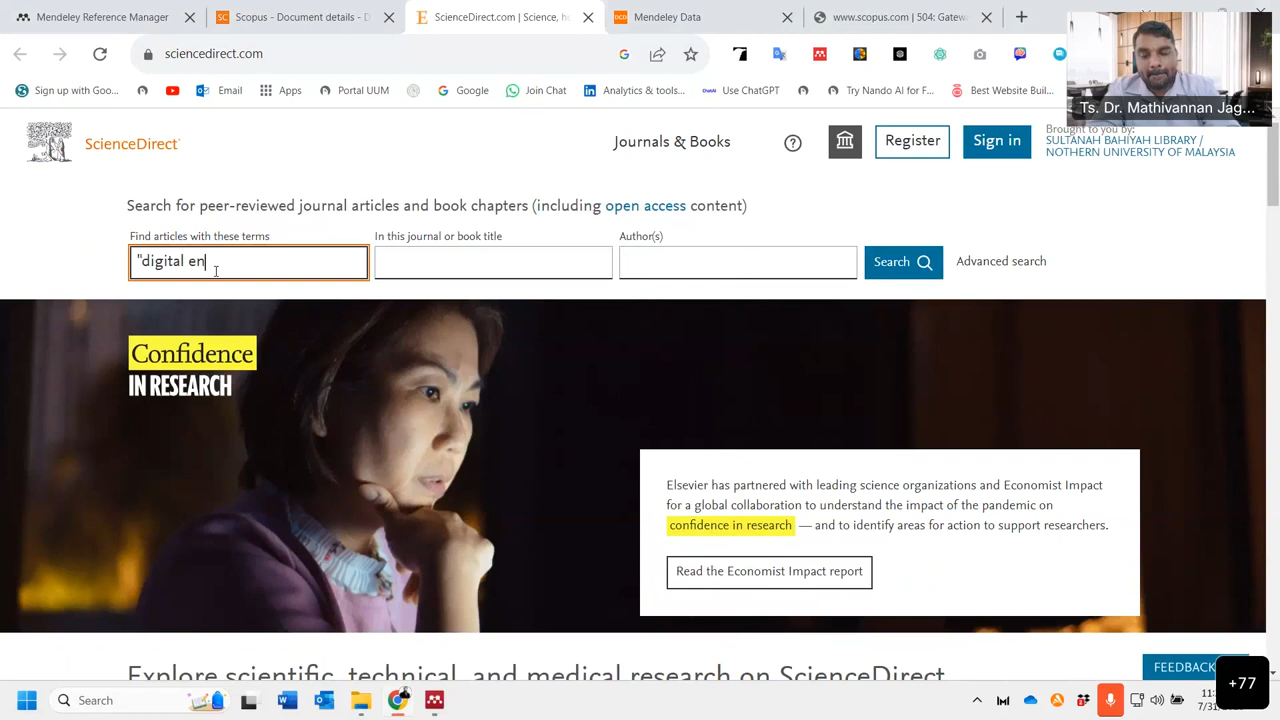 Mendeley Reference Manager
Scopus - Document details - D
ScienceDirect.com | Science, he
Mendeley Data
www.scopus.com | 504: Gatew
sciencedirect.com
Sign up with Goo...
Email
Apps
Portal UUM
Google
Join Chat
Analytics & tools...
Use ChatGPT
Try Nando AI for F...
Best Website Buil...
Ts. Dr. Mathivannan Jag...
ScienceDirect
Journals & Books
Register
Sign in
Brought to you by:
SULTANAH BAHIYAH LIBRARY /
NOTHERN UNIVERSITY OF MALAYSIA
Search for peer-reviewed journal articles and book chapters (including open access content)
Find articles with these terms
In this journal or book title
Author(s)
"digital en
Search
Advanced search
Confidence
IN RESEARCH
Elsevier has partnered with leading science organizations and Economist Impact
for a global collaboration to understand the impact of the pandemic on
confidence in research — and to identify areas for action to support researchers.
Read the Economist Impact report
Explore scientific, technical, and medical research on ScienceDirect
FEEDBACK
Search
+77